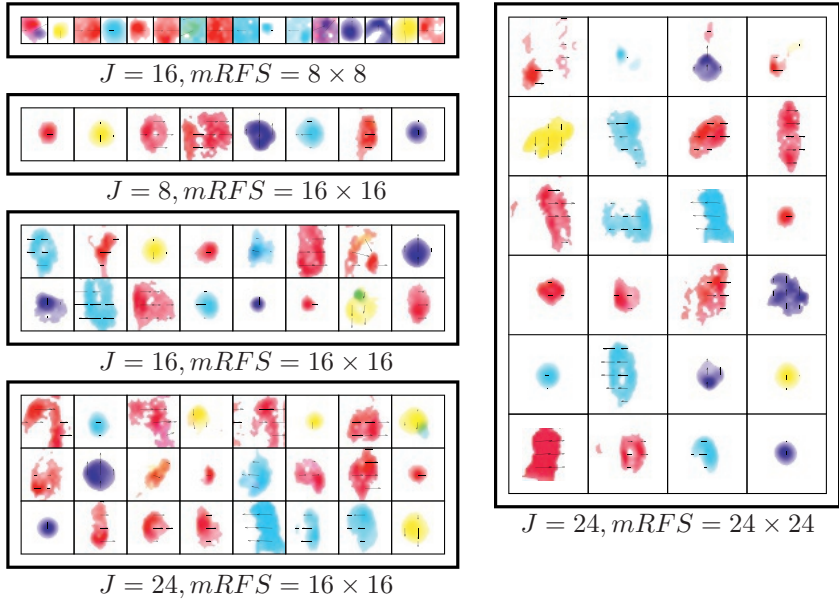 J = 16, mRFS = 8 × 8
J = 8, mRFS = 16 × 16
J = 16, mRFS = 16 × 16
J = 24, mRFS = 16 × 16
J = 24, mRFS = 24 × 24